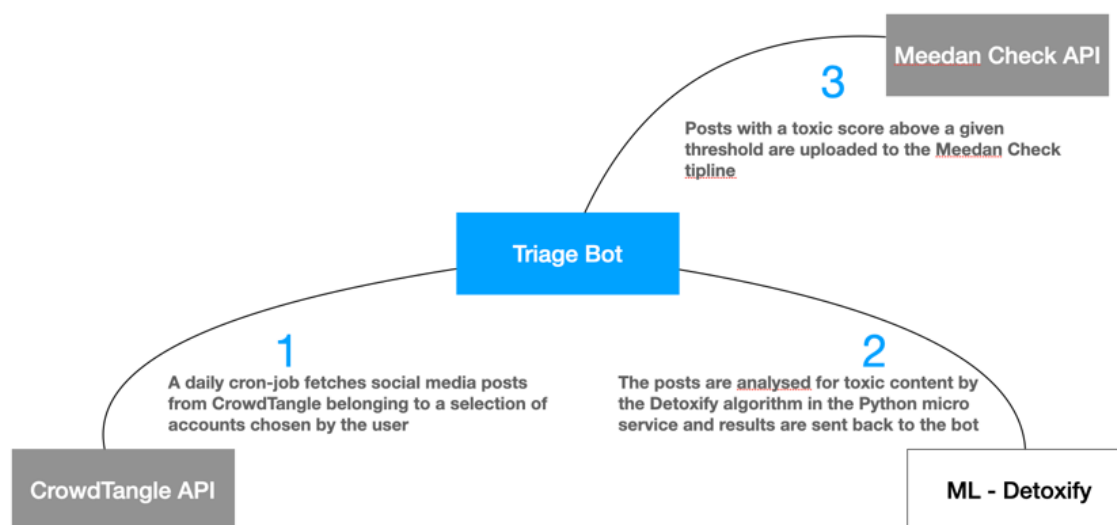 Meedan Check API
3
Posts with a toxic score above a given
threshold are uploaded to the Meedan Check
tipline
Triage Bot
1
A daily cron-job fetches social media posts
from CrowdTangle belonging to a selection of
accounts chosen by the user
2
The posts are analysed for toxic content by
the Detoxify algorithm in the Python micro
service and results are sent back to the bot
CrowdTangle API
ML - Detoxify